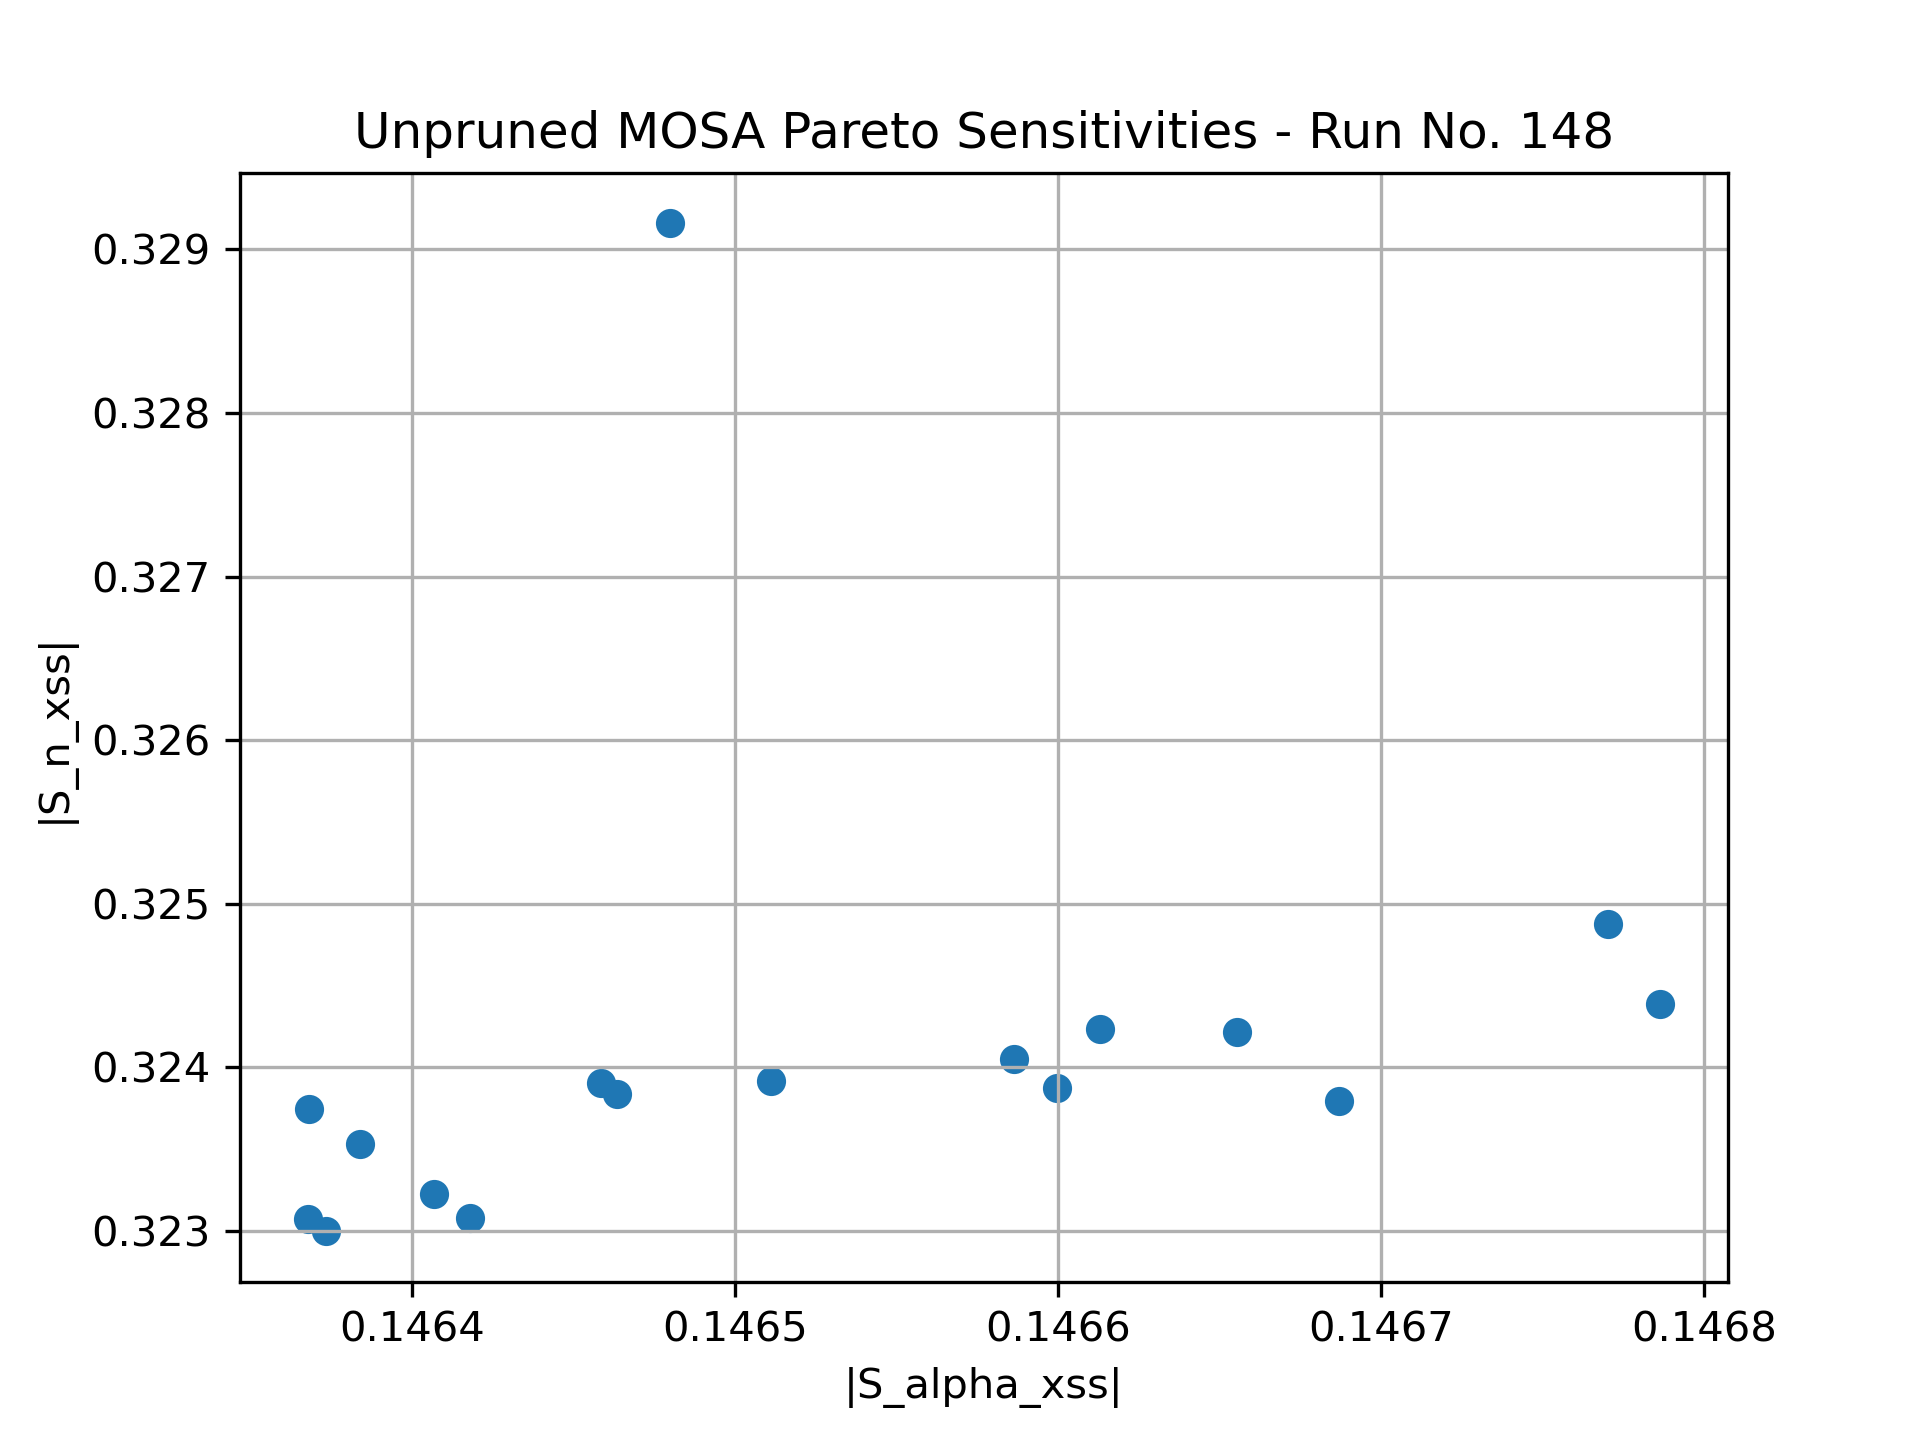 Unpruned MOSA Pareto Sensitivities - Run No. 148
0.329
0.328
0.327
0.326
0.325
0.324
0.323
|S_n_xss|
0.1464 0.1465 0.1466 0.1467 0.1468
|S_alpha_xss|